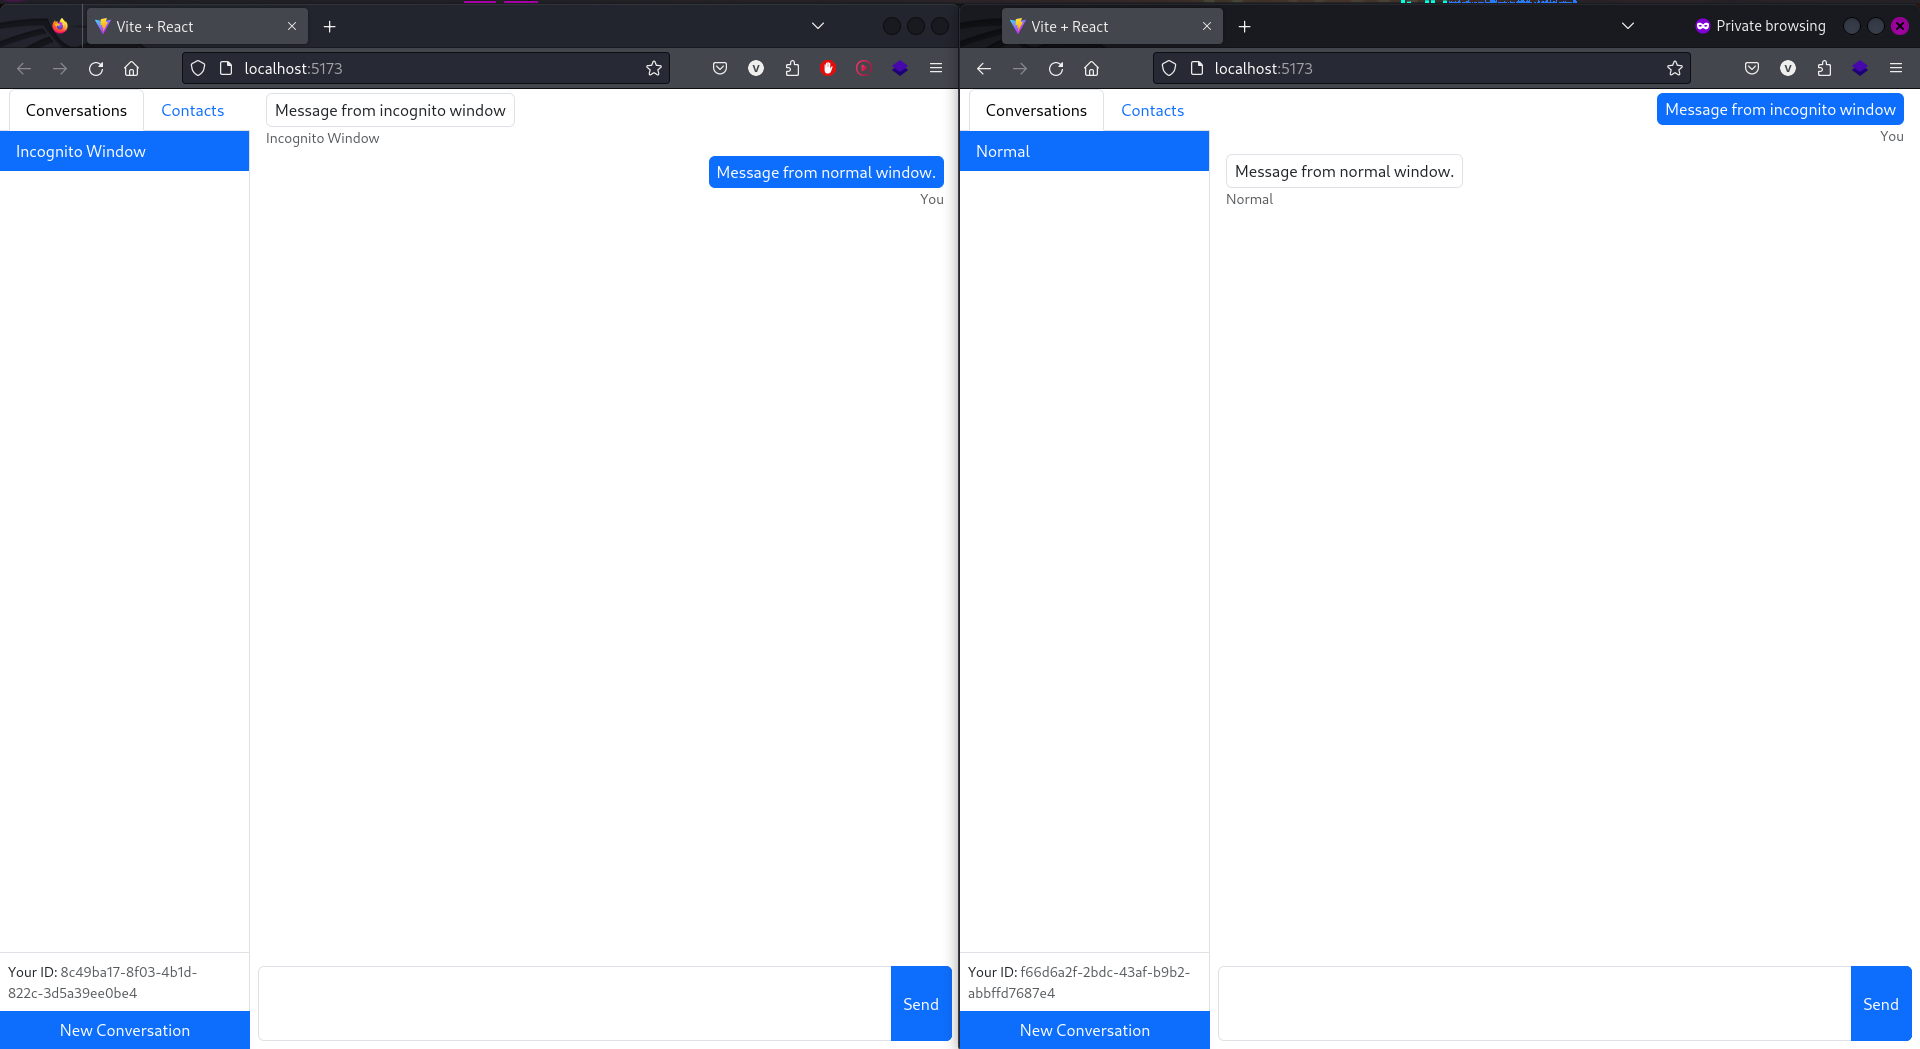 Vite + React
localhost:5173
Conversations
Contacts
Incognito Window
Message from incognito window
Incognito Window
Message from normal window.
You
Your ID: 8c49ba17-8f03-4b1d-
822c-3d5a39ee0be4
New Conversation
Send
Vite + React
Private browsing
localhost:5173
Conversations
Contacts
Normal
Message from incognito window
You
Message from normal window.
Normal
Your ID: f66d6a2f-2bdc-43af-b9b2-
abbffd7687e4
New Conversation
Send